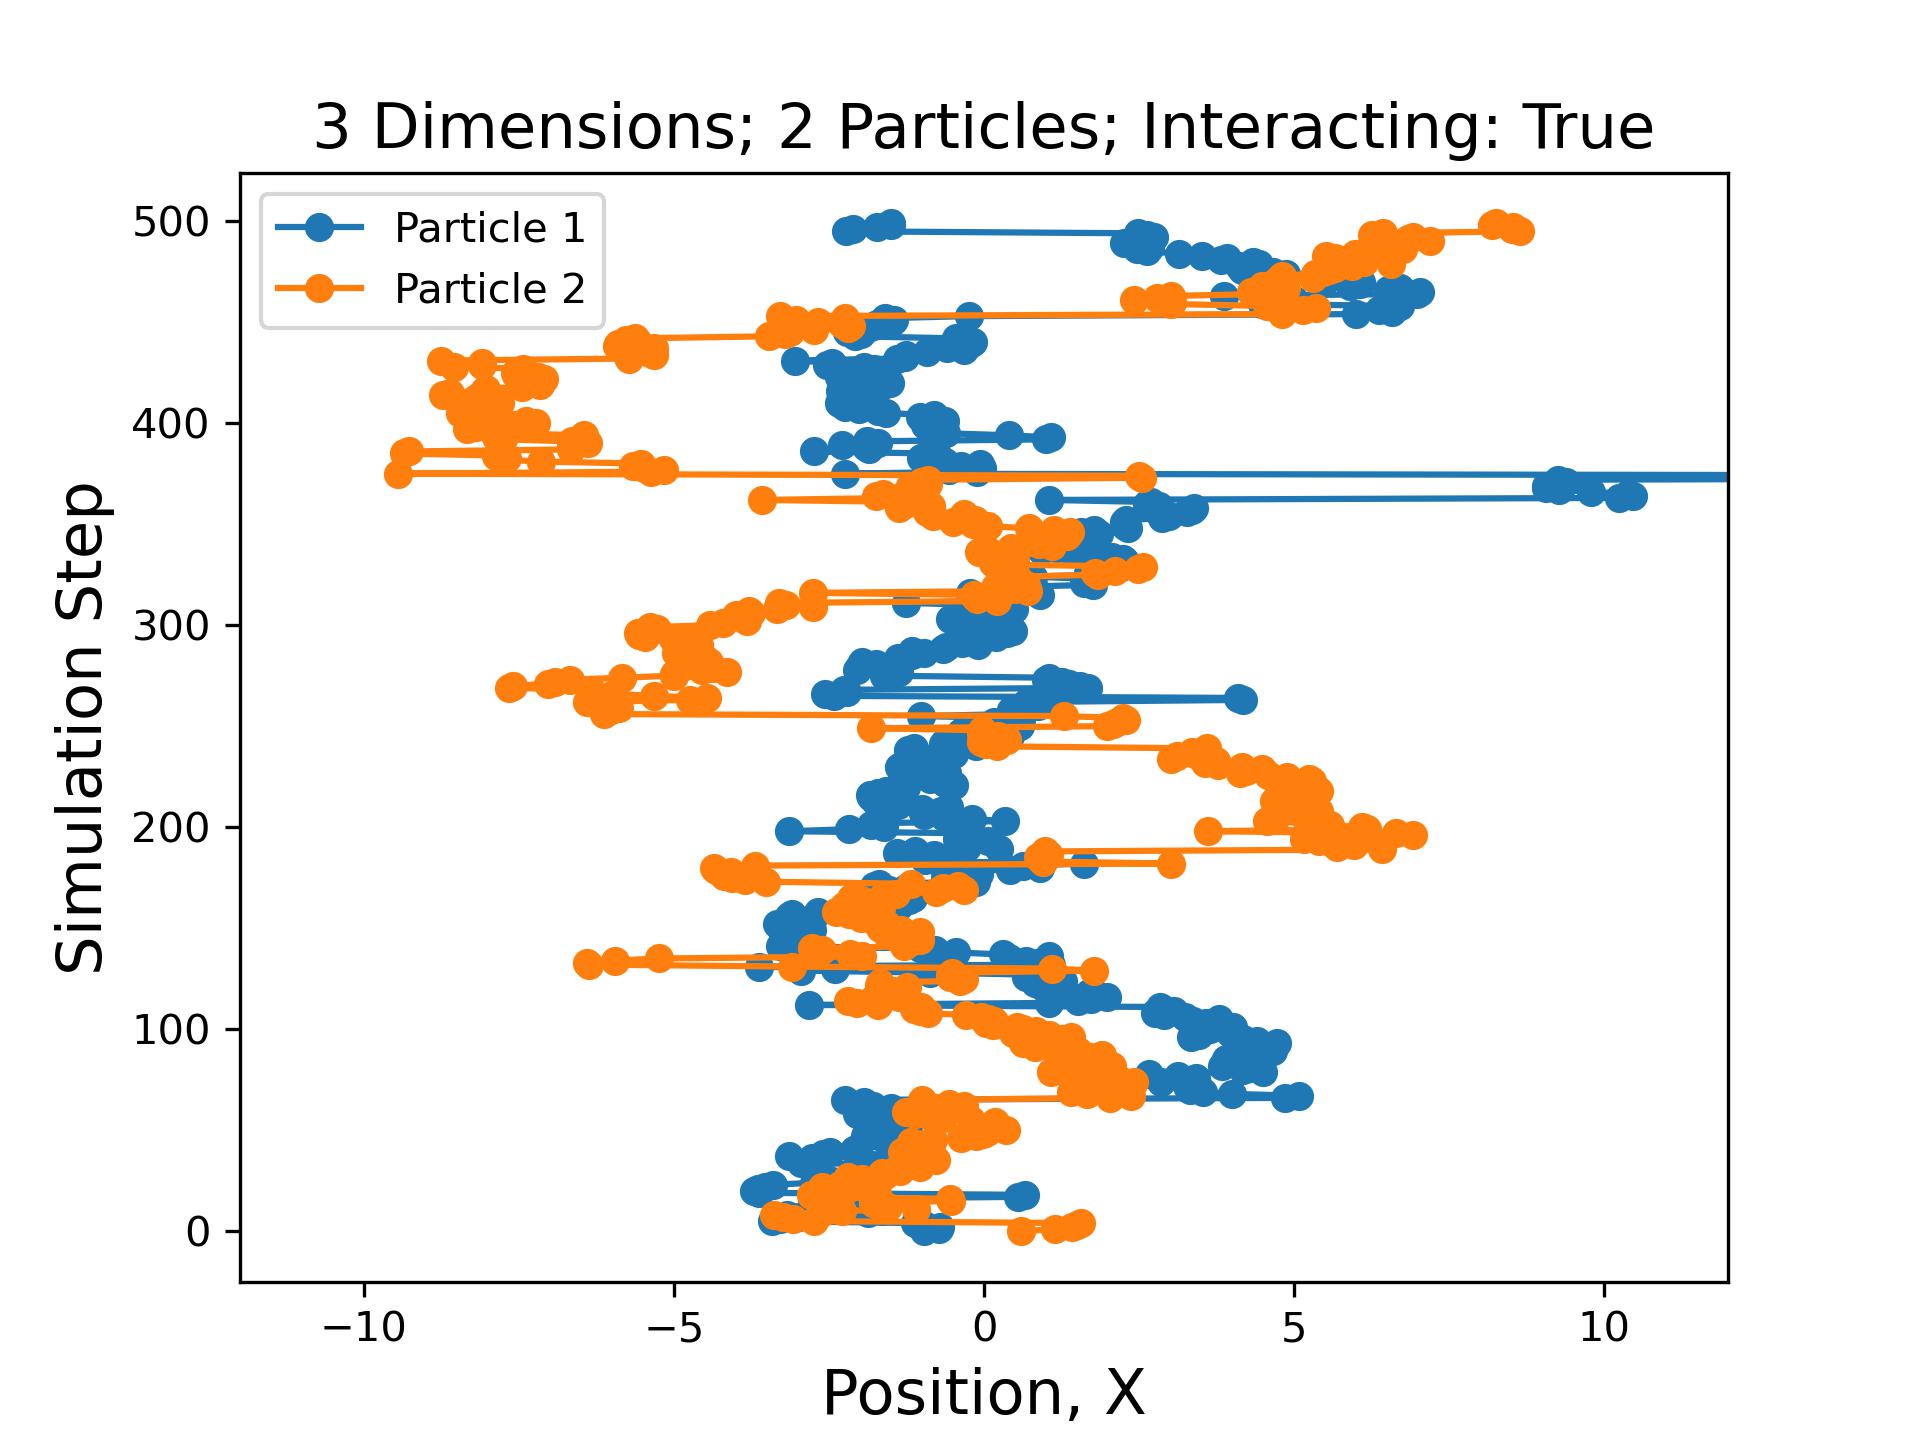 3 Dimensions; 2 Particles; Interacting: True
Particle 1
Particle 2
Simulation Step
500
400
300
200
100
0
−10 −5 0 5 10
Position, X